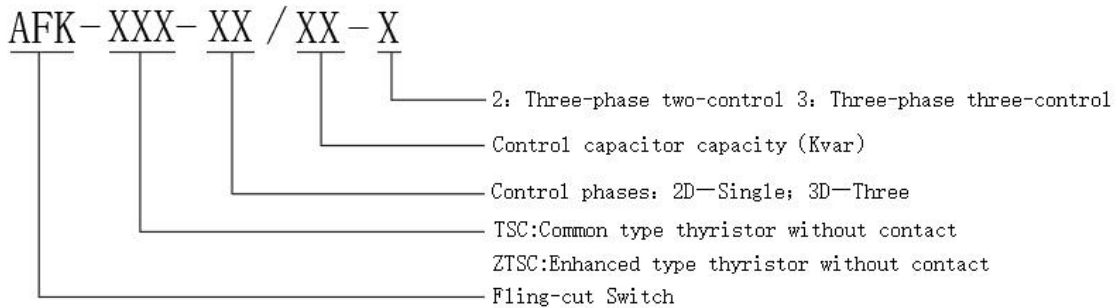 AFK-XXX-XX/XX-X
2: Three-phase two-control 3: Three-phase three-control
Control capacitor capacity (Kvar)
Control phases: 2D—Single; 3D—Three
TSC:Common type thyristor without contact
ZTSC:Enhanced type thyristor without contact
Fling-cut Switch